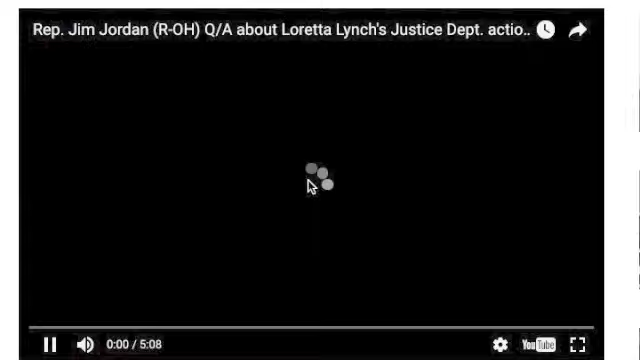 Rep. Jim Jordan (R-OH) Q/A about Loretta Lynch's Justice Dept. actio..
0:00 / 5:08
YouTube